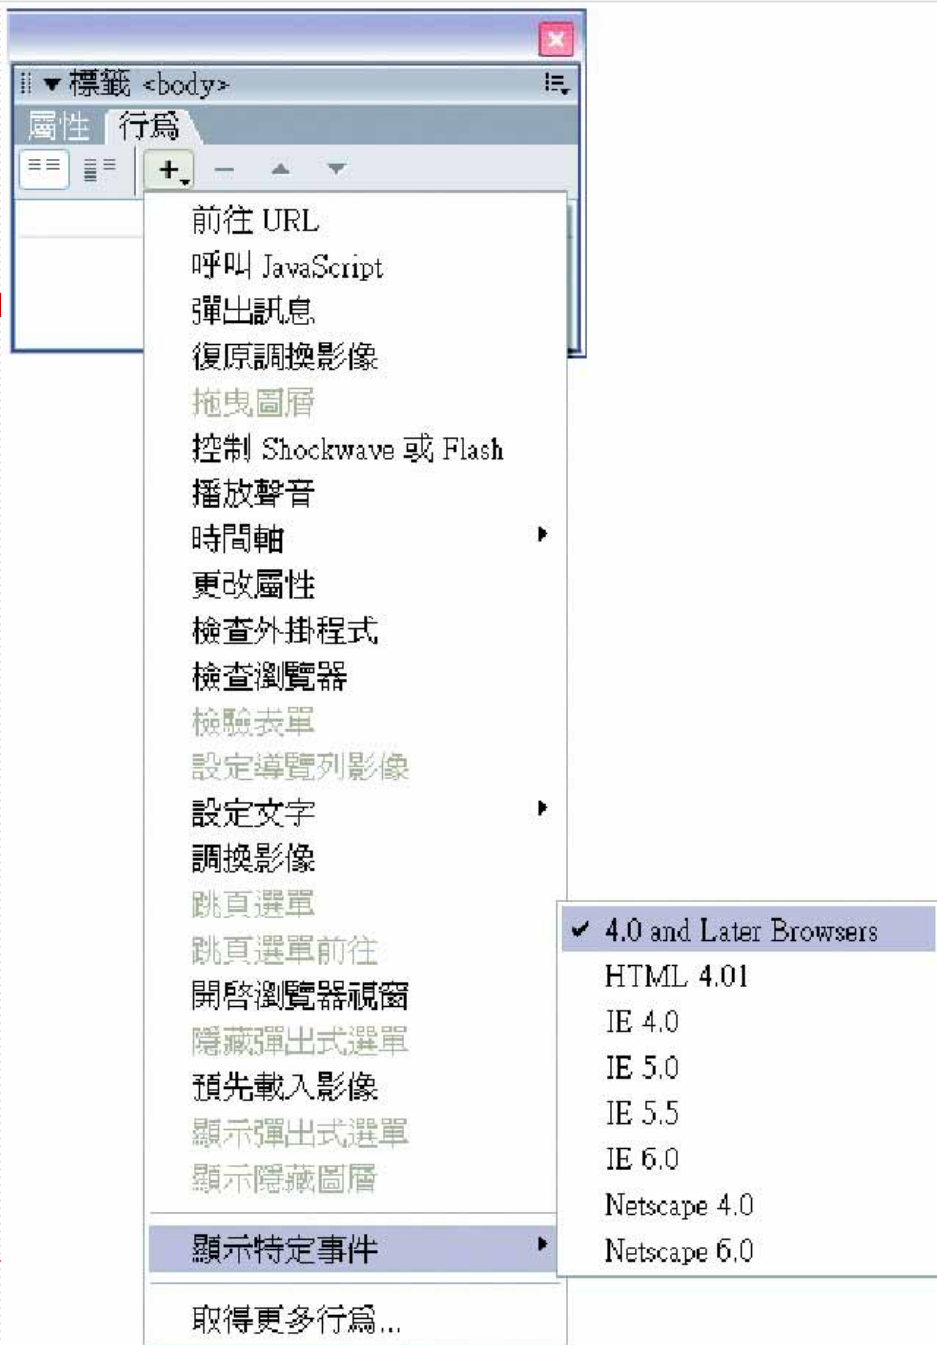 標籤 <body>
屬性 行為
前往 URL
呼叫 JavaScript
彈出訊息
復原調換影像
拖曳圖層
控制 Shockwave 或 Flash
播放聲音
時間軸
更改屬性
檢查外掛程式
檢查瀏覽器
檢驗表單
設定導覽列影像
設定文字
調換影像
跳頁選單
跳頁選單前往
開啓瀏覽器視窗
隱藏彈出式選單
預先載入影像
顯示彈出式選單
顯示隱藏圖層
顯示特定事件
取得更多行為...
4.0 and Later Browsers
HTML 4.01
IE 4.0
IE 5.0
IE 5.5
IE 6.0
Netscape 4.0
Netscape 6.0